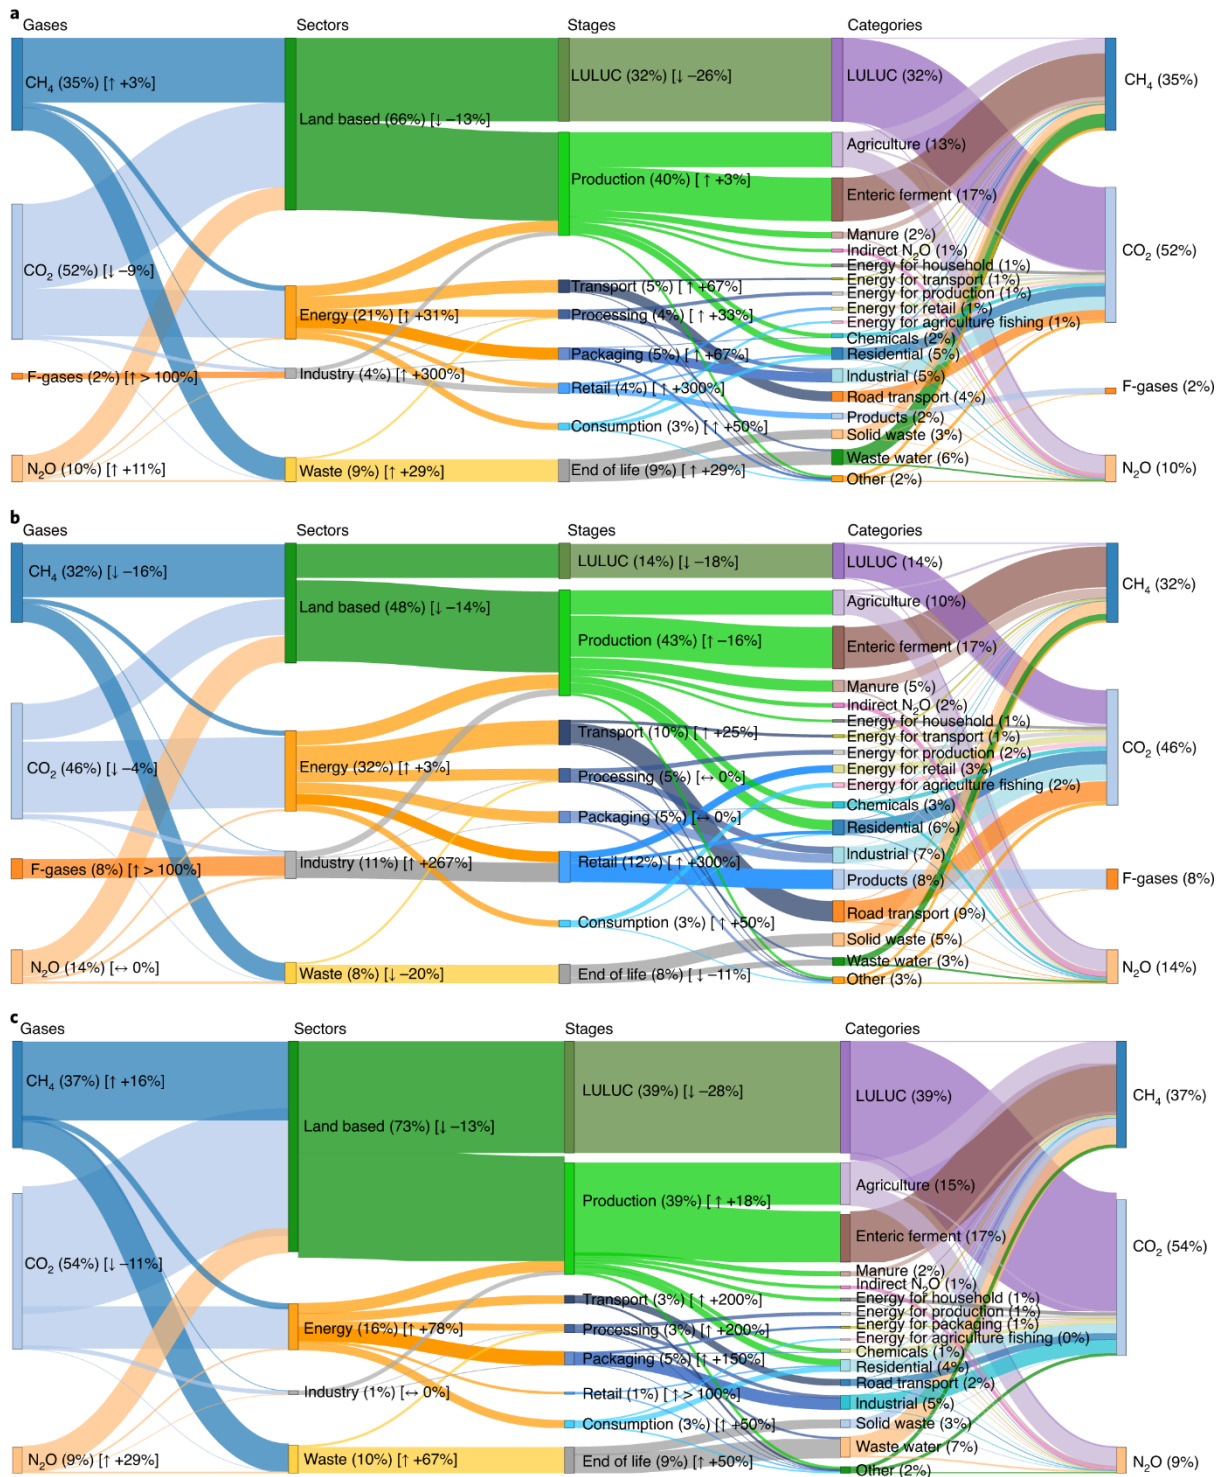 a
Gases Sectors Stages Categories
CH4 (35%) [↑ +3%]
CO2 (52%) [↓ –9%]
F-gases (2%) [↑ > 100%]
N2O (10%) [↑ +11%]
Land based (66%) [↓ –13%]
Energy (21%) [↑ +31%]
Industry (4%) [↑ +300%]
Waste (9%) [↑ +29%]
LULUC (32%) [↓ –26%]
Production (40%) [↑ +3%]
Transport (5%) [↑ +67%]
Processing (4%) [↑ +33%]
Packaging (5%) [↑ +67%]
Retail (4%) [↑ +300%]
Consumption (3%) [↑ +50%]
End of life (9%) [↑ +29%]
LULUC (32%)
Agriculture (13%)
Enteric ferment (17%)
Manure (2%)
Indirect N2O (1%)
Energy for household (1%)
Energy for transport (1%)
Energy for production (1%)
Energy for retail (1%)
Energy for agriculture fishing (1%)
Chemicals (2%)
Residential (5%)
Industrial (5%)
Road transport (4%)
Products (2%)
Solid waste (3%)
Waste water (6%)
Other (2%)
CH4 (35%)
CO2 (52%)
F-gases (2%)
N2O (10%)
b
Gases Sectors Stages Categories
CH4 (32%) [↓ –16%]
CO2 (46%) [↓ –4%]
F-gases (8%) [↑ > 100%]
N2O (14%) [↔ 0%]
Land based (48%) [↓ –14%]
Energy (32%) [↑ +3%]
Industry (11%) [↑ +267%]
Waste (8%) [↓ –20%]
LULUC (14%) [↓ –18%]
Production (43%) [↑ –16%]
Transport (10%) [↑ +25%]
Processing (5%) [↔ 0%]
Packaging (5%) [↔ 0%]
Retail (12%) [↑ +300%]
Consumption (3%) [↑ +50%]
End of life (8%) [↓ –11%]
LULUC (14%)
Agriculture (10%)
Enteric ferment (17%)
Manure (5%)
Indirect N2O (2%)
Energy for household (1%)
Energy for transport (1%)
Energy for production (2%)
Energy for retail (3%)
Energy for agriculture fishing (2%)
Chemicals (3%)
Residential (6%)
Industrial (7%)
Products (8%)
Road transport (9%)
Solid waste (5%)
Waste water (3%)
Other (3%)
CH4 (32%)
CO2 (46%)
F-gases (8%)
N2O (14%)
c
Gases Sectors Stages Categories
CH4 (37%) [↑ +16%]
CO2 (54%) [↓ –11%]
N2O (9%) [↑ +29%]
Land based (73%) [↓ –13%]
Energy (16%) [↑ +78%]
Industry (1%) [↔ 0%]
Waste (10%) [↑ +67%]
LULUC (39%) [↓ –28%]
Production (39%) [↑ +18%]
Transport (3%) [↑ +200%]
Processing (3%) [↑ +200%]
Packaging (5%) [↑ +150%]
Retail (1%) [↑ > 100%]
Consumption (3%) [↑ +50%]
End of life (9%) [↑ +50%]
LULUC (39%)
Agriculture (15%)
Enteric ferment (17%)
Manure (2%)
Indirect N2O (1%)
Energy for household (1%)
Energy for production (1%)
Energy for packaging (1%)
Energy for agriculture fishing (0%)
Chemicals (1%)
Residential (4%)
Road transport (2%)
Industrial (5%)
Solid waste (3%)
Waste water (7%)
Other (2%)
CH4 (37%)
CO2 (54%)
N2O (9%)